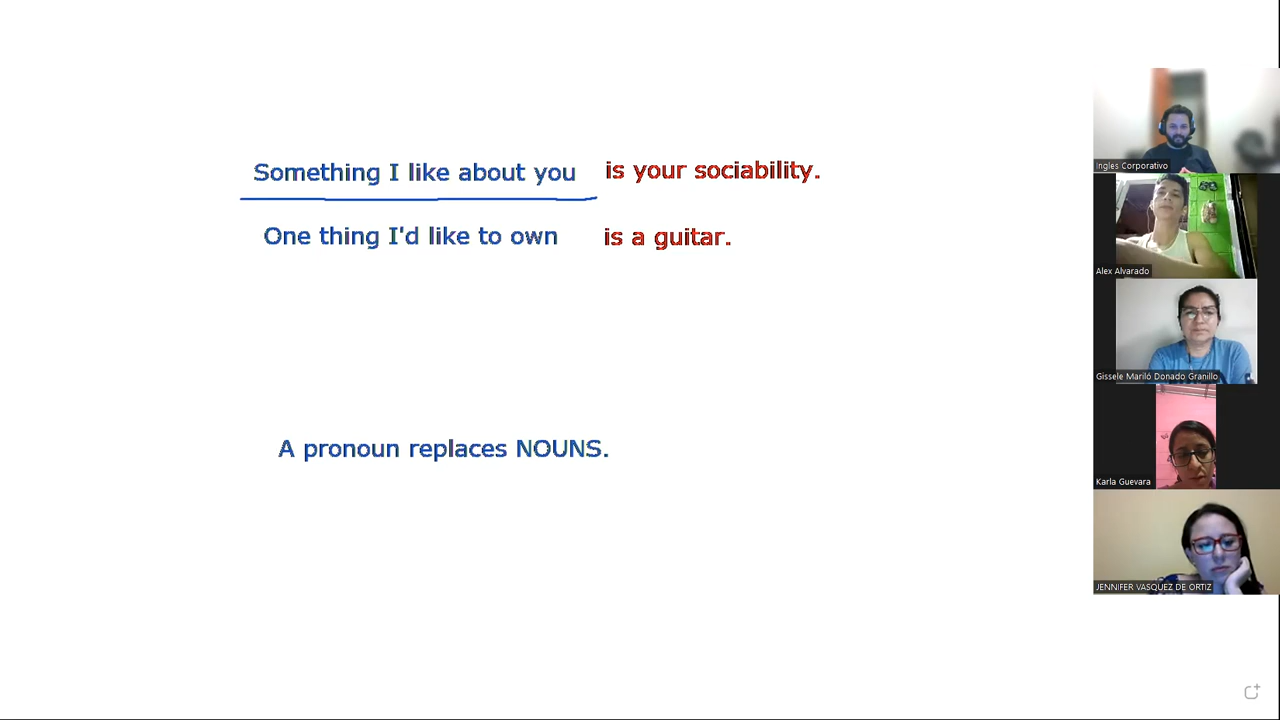 Something I like about you is your sociability.
One thing I'd like to own is a guitar.
A pronoun replaces NOUNS.
Ingles Corporativo
Alex Alvarado
Gissele Mariló Donado Granillo
Karla Guevara
JENNIFER VASQUEZ DE ORTIZ